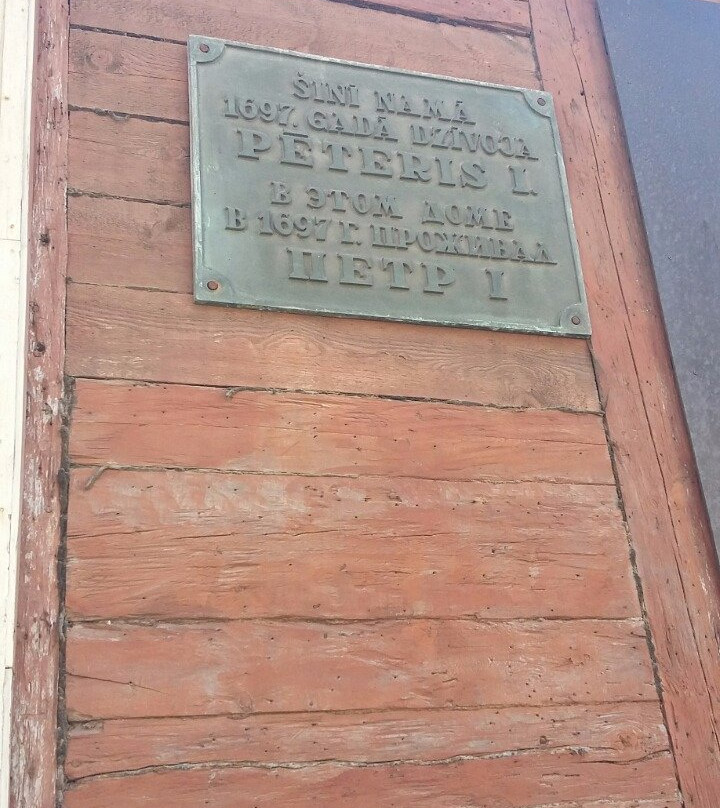 ŠINĪ NAMĀ
1697. GADĀ DZĪVOJA
PĒTERIS I.
В ЭТОМ ДОМЕ
В 1697 Г. ПРОЖИВАЛ
ПЕТР I